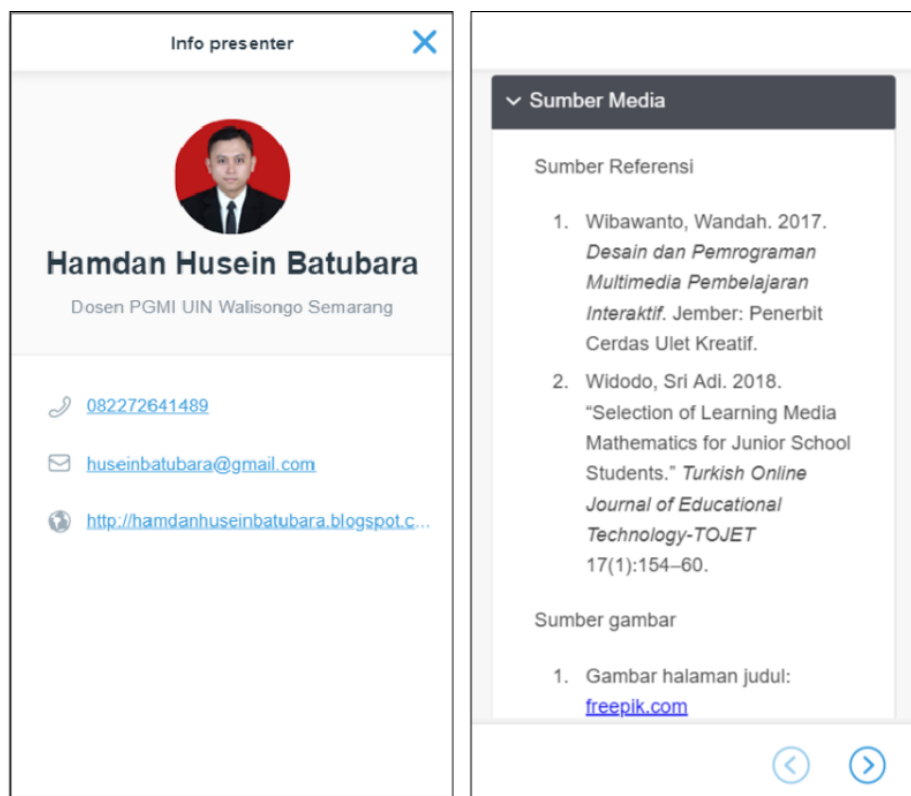 Info presenter
Hamdan Husein Batubara
Dosen PGMI UIN Walisongo Semarang
082272641489
huseinbatubara@gmail.com
http://hamdanhuseinbatubara.blogspot.c...
Sumber Media
Sumber Referensi
1. Wibawanto, Wandah. 2017.
Desain dan Pemrograman
Multimedia Pembelajaran
Interaktif. Jember: Penerbit
Cerdas Ulet Kreatif.
2. Widodo, Sri Adi. 2018.
“Selection of Learning Media
Mathematics for Junior School
Students.” Turkish Online
Journal of Educational
Technology-TOJET
17(1):154–60.
Sumber gambar
1. Gambar halaman judul:
freepik.com